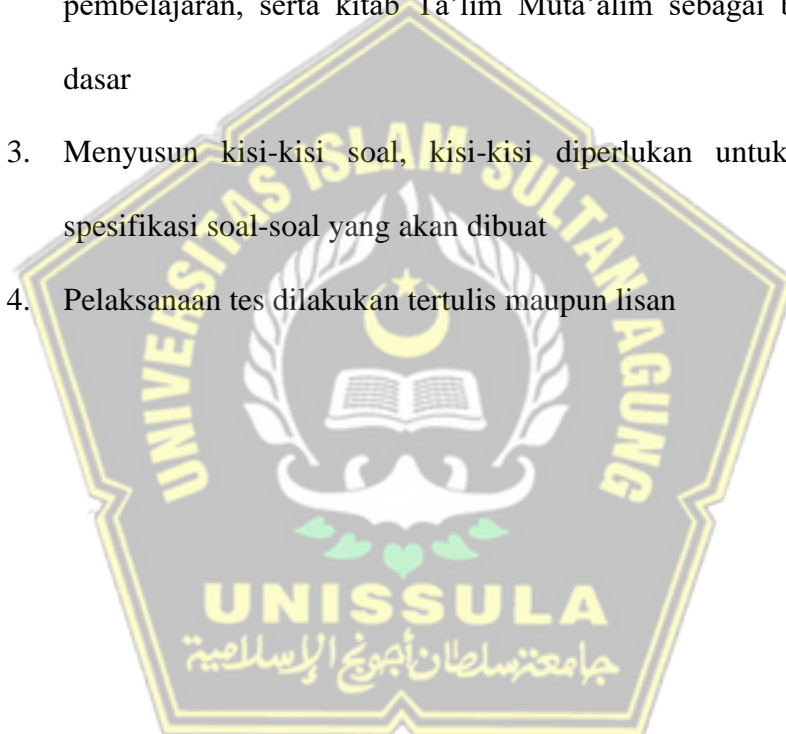 pembelajaran, serta kitab Ta’lim Muta’alim sebagai
dasar
3. Menyusun kisi-kisi soal, kisi-kisi diperlukan untuk
spesifikasi soal-soal yang akan dibuat
4. Pelaksanaan tes dilakukan tertulis maupun lisan
UNIVERSITAS ISLAM SULTAN AGUNG
UNISSULA
جامعة سلطان أجونج الإسلامية